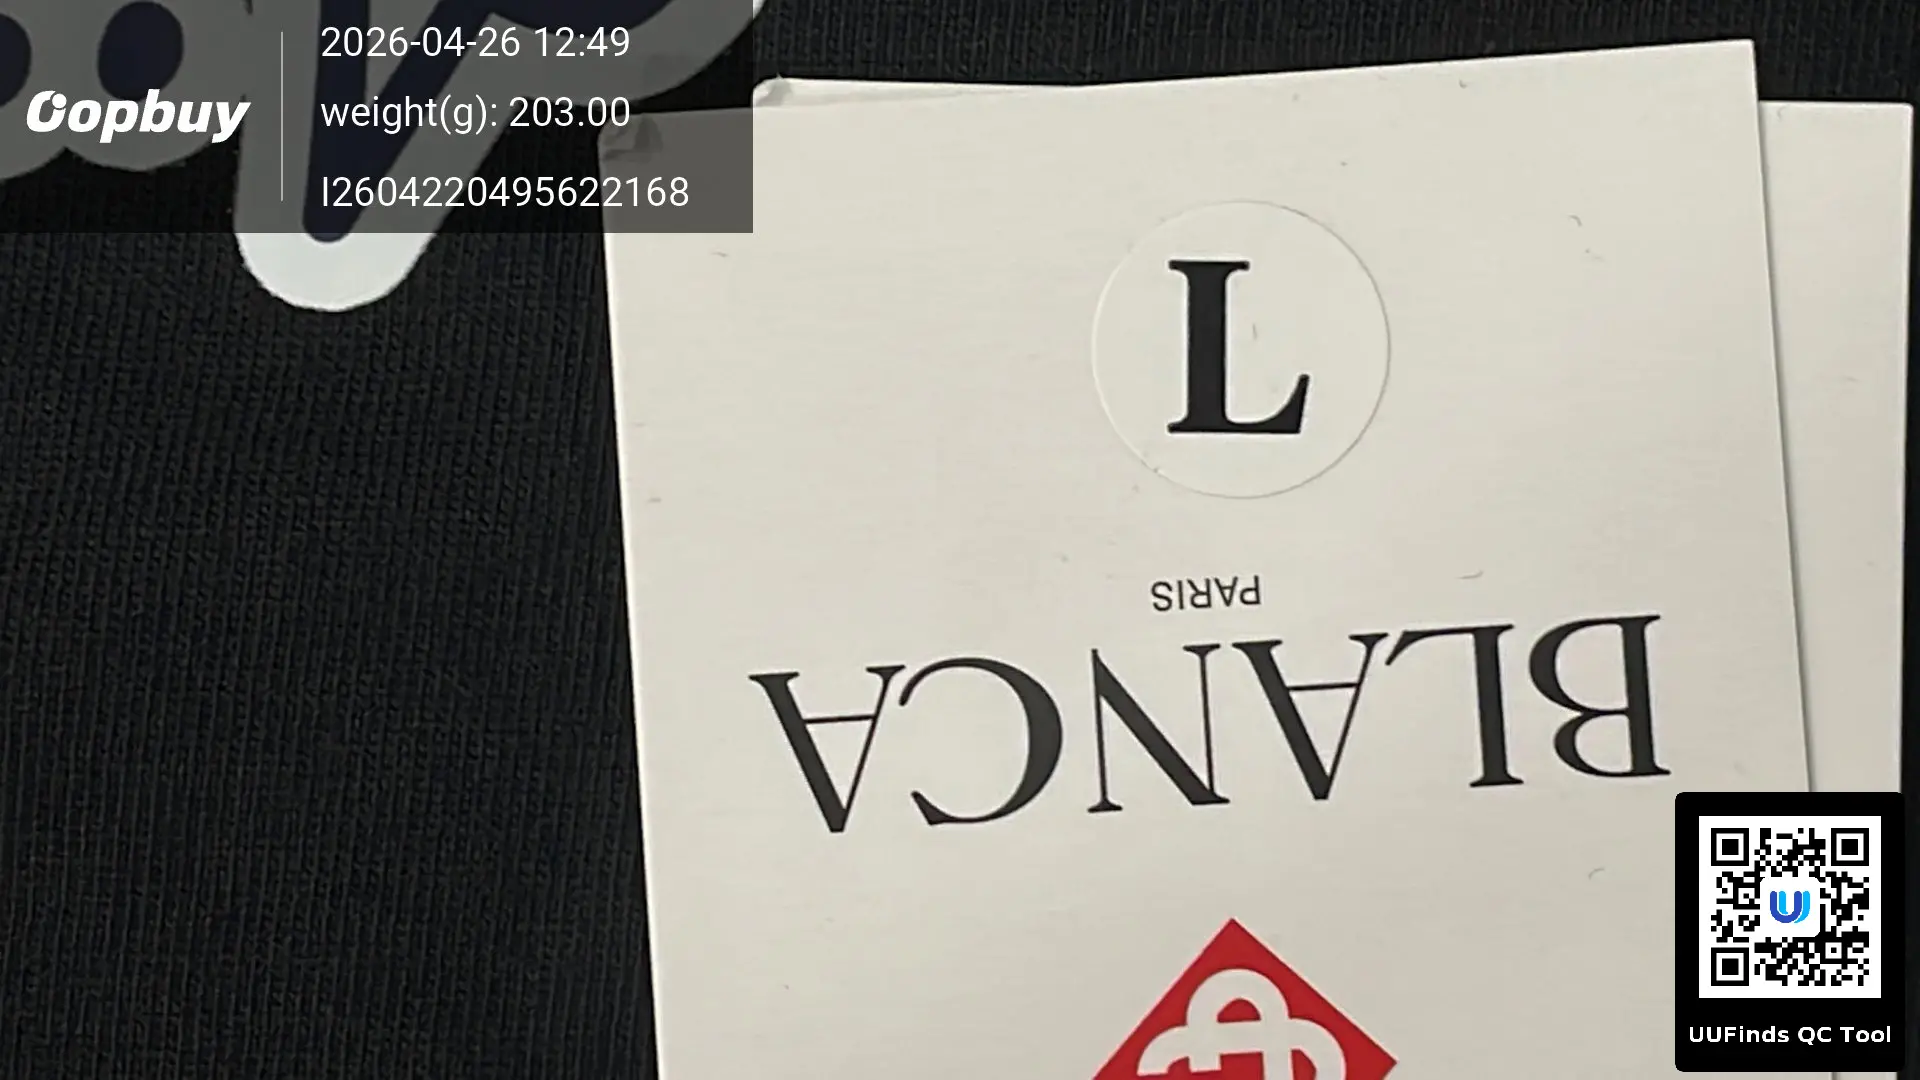 Oopbuy
2026-04-26 12:49
weight(g): 203.00
I2604220495622168
L
PARIS
BLANCA
UUFinds QC Tool